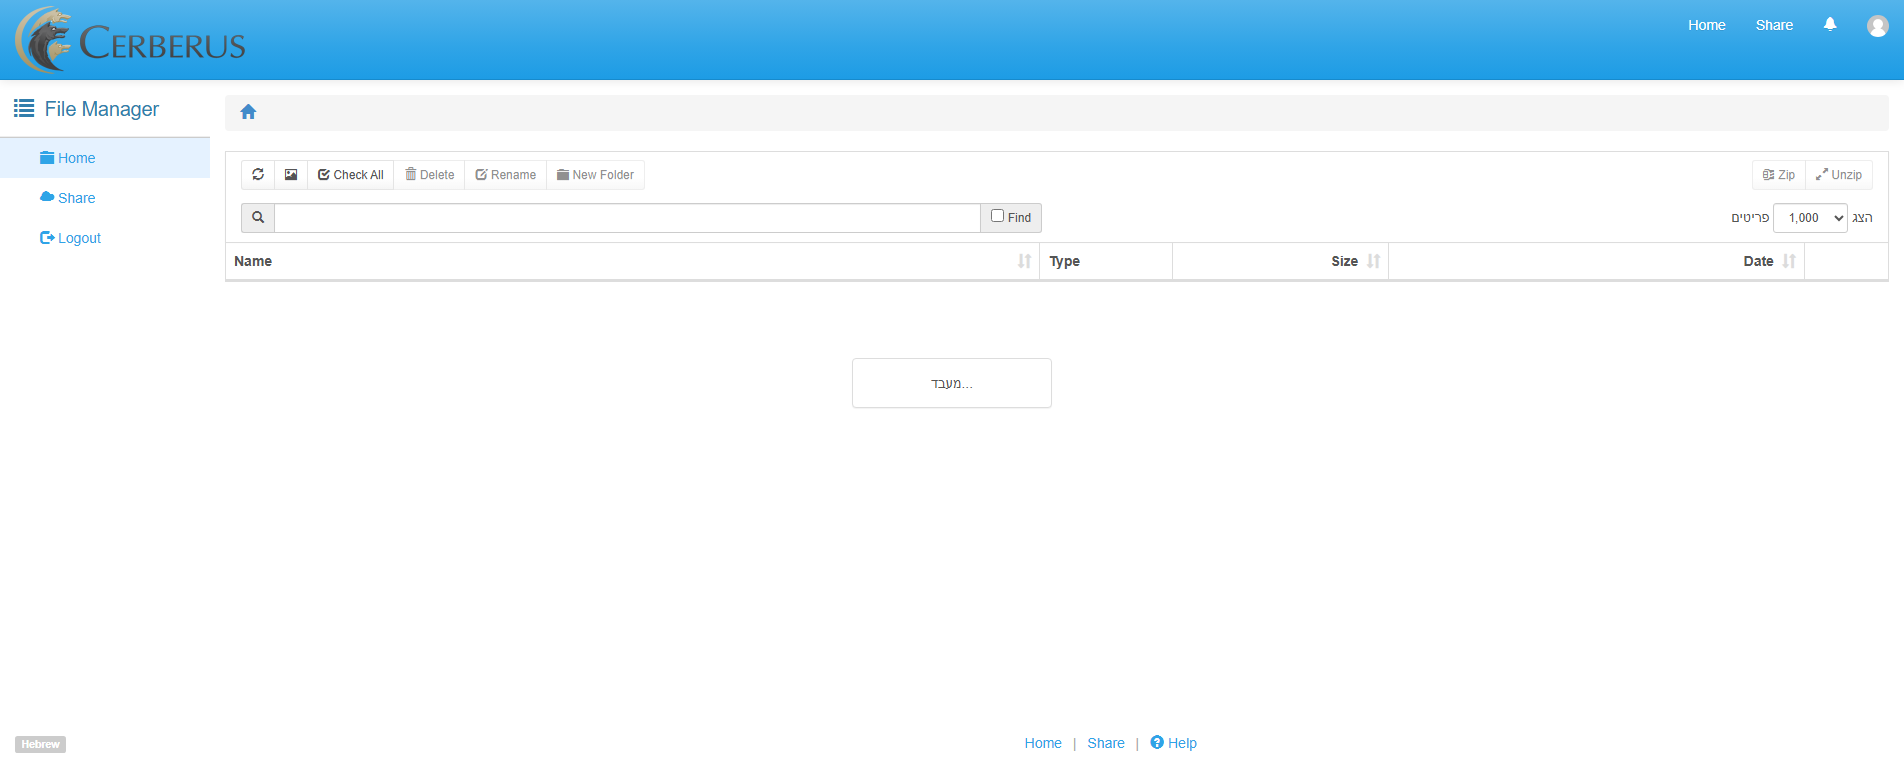 CERBERUS
Home Share
File Manager
Home
Share
Logout
Check All Delete Rename New Folder Zip Unzip
Find
הצג 1,000 פריטים
Name Type Size Date
מעבד...
Hebrew
Home | Share | Help